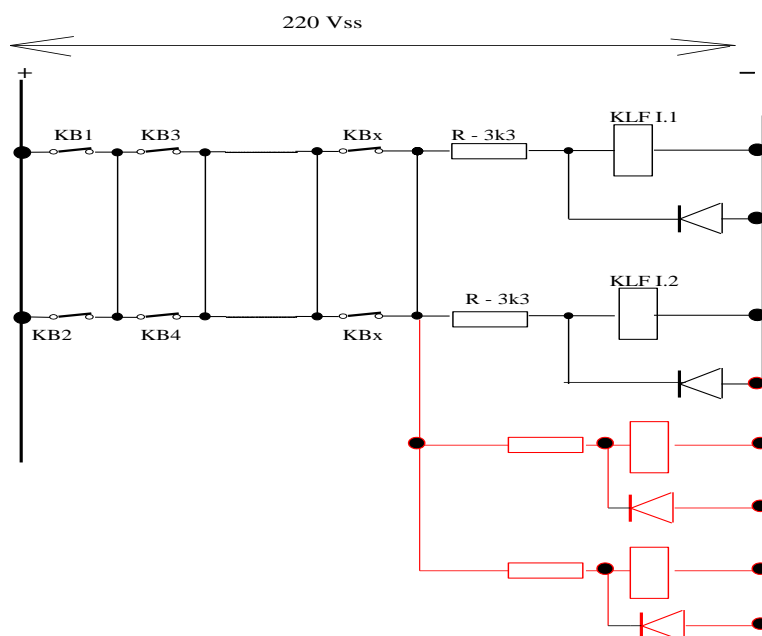 220 Vss
+ −
KB1 KB3 KBx R - 3k3 KLF I.1
KB2 KB4 KBx R - 3k3 KLF I.2